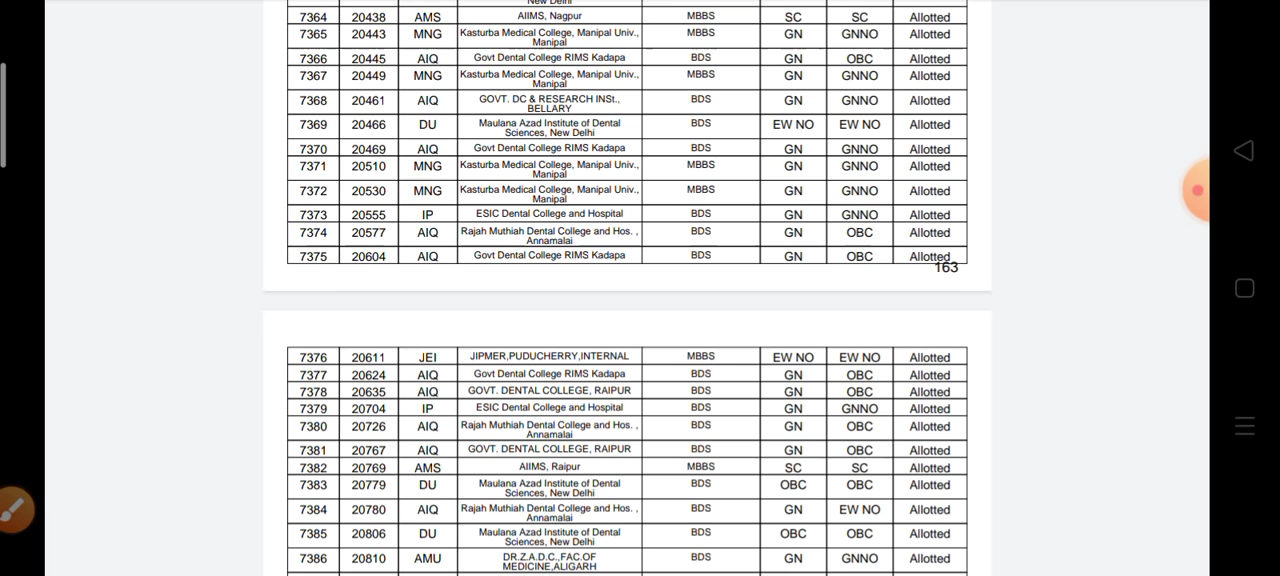 New Delhi
7364 20438 AMS AIIMS, Nagpur MBBS SC SC Allotted
7365 20443 MNG Kasturba Medical College, Manipal Univ., MBBS GN GNNO Allotted
Manipal
7366 20445 AIQ Govt Dental College RIMS Kadapa BDS GN OBC Allotted
7367 20449 MNG Kasturba Medical College, Manipal Univ., MBBS GN GNNO Allotted
Manipal
7368 20461 AIQ GOVT. DC & RESEARCH INSt., BDS GN GNNO Allotted
BELLARY
7369 20466 DU Maulana Azad Institute of Dental BDS EW NO EW NO Allotted
Sciences, New Delhi
7370 20469 AIQ Govt Dental College RIMS Kadapa BDS GN GNNO Allotted
7371 20510 MNG Kasturba Medical College, Manipal Univ., MBBS GN GNNO Allotted
Manipal
7372 20530 MNG Kasturba Medical College, Manipal Univ., MBBS GN GNNO Allotted
Manipal
7373 20555 IP ESIC Dental College and Hospital BDS GN GNNO Allotted
7374 20577 AIQ Rajah Muthiah Dental College and Hos. , BDS GN OBC Allotted
Annamalai
7375 20604 AIQ Govt Dental College RIMS Kadapa BDS GN OBC Allotted
163
7376 20611 JEI JIPMER,PUDUCHERRY,INTERNAL MBBS EW NO EW NO Allotted
7377 20624 AIQ Govt Dental College RIMS Kadapa BDS GN OBC Allotted
7378 20635 AIQ GOVT. DENTAL COLLEGE, RAIPUR BDS GN OBC Allotted
7379 20704 IP ESIC Dental College and Hospital BDS GN GNNO Allotted
7380 20726 AIQ Rajah Muthiah Dental College and Hos. , BDS GN OBC Allotted
Annamalai
7381 20767 AIQ GOVT. DENTAL COLLEGE, RAIPUR BDS GN OBC Allotted
7382 20769 AMS AIIMS, Raipur MBBS SC SC Allotted
7383 20779 DU Maulana Azad Institute of Dental BDS OBC OBC Allotted
Sciences, New Delhi
7384 20780 AIQ Rajah Muthiah Dental College and Hos. , BDS GN EW NO Allotted
Annamalai
7385 20806 DU Maulana Azad Institute of Dental BDS OBC OBC Allotted
Sciences, New Delhi
7386 20810 AMU DR.Z.A.D.C.,FAC.OF BDS GN GNNO Allotted
MEDICINE,ALIGARH